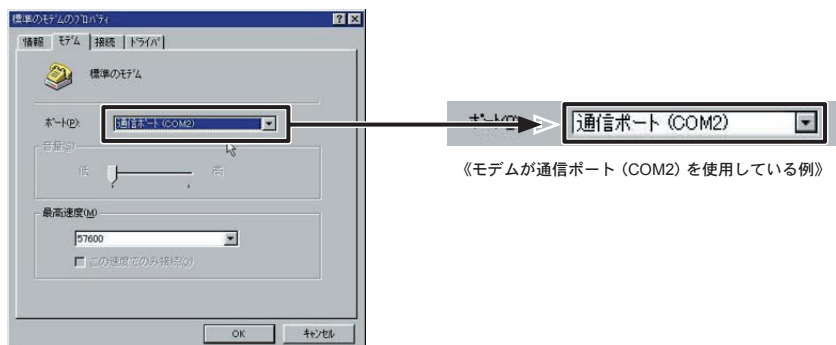 標準のモデムのプロパティ
情報 モデム 接続 ドライバ
標準のモデム
ポート(P): 通信ポート (COM2)
音量(S)
低 高
最高速度(M)
57600
この速度でのみ接続(O)
OK キャンセル
ポート(P): 通信ポート (COM2)
《モデムが通信ポート (COM2) を使用している例》